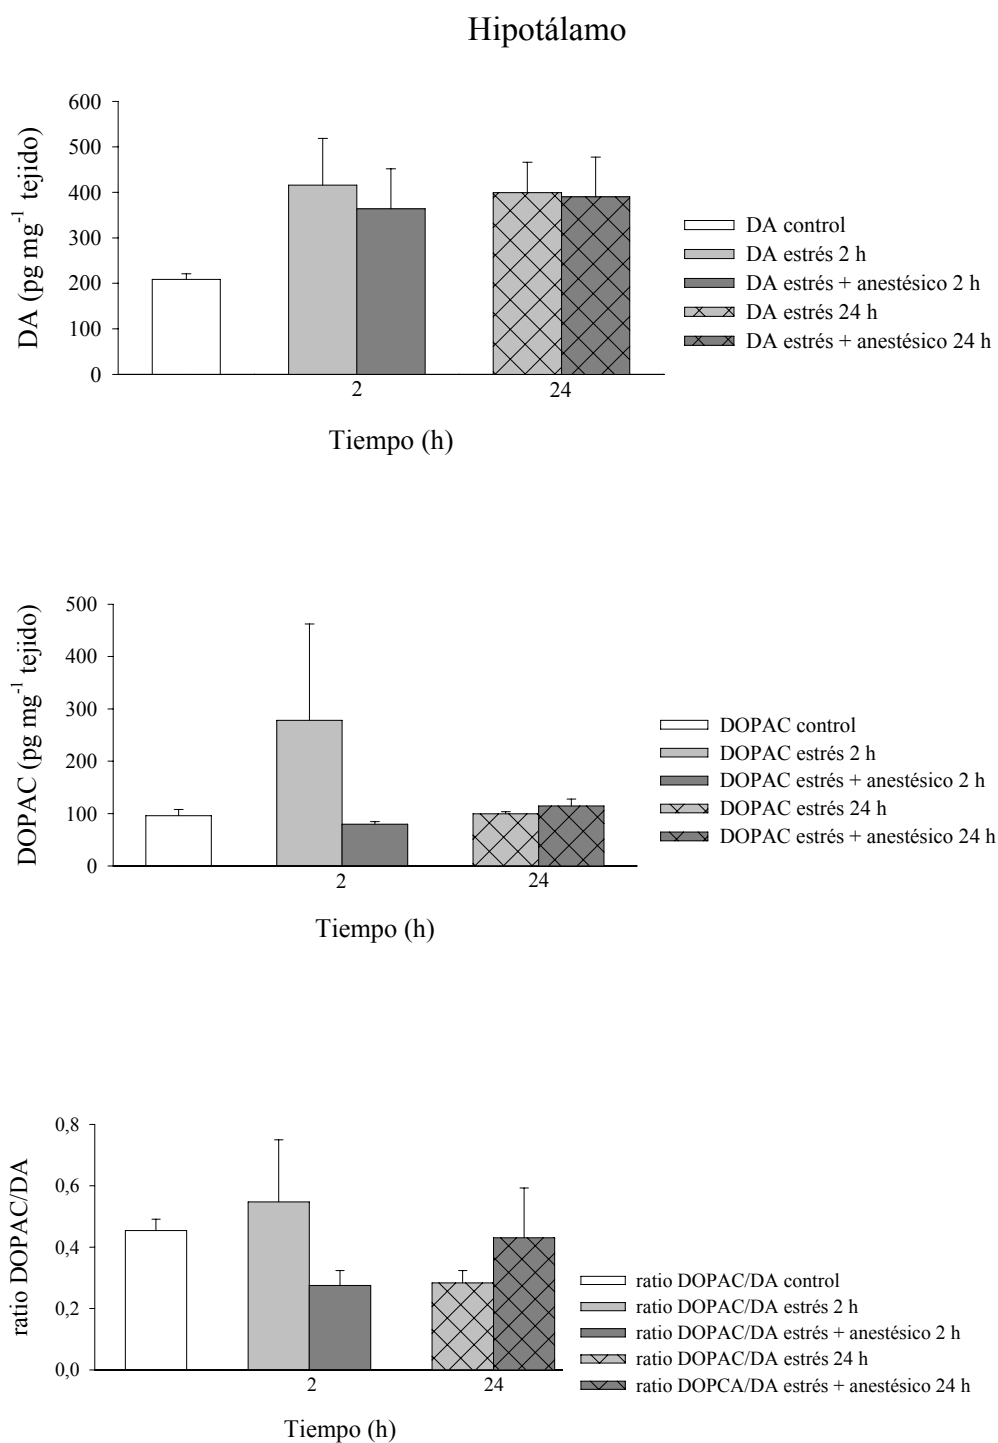 Hipotálamo
DA (pg mg-1 tejido)
600
500
400
300
200
100
0
2
24
Tiempo (h)
DA control
DA estrés 2 h
DA estrés + anestésico 2 h
DA estrés 24 h
DA estrés + anestésico 24 h
DOPAC (pg mg-1 tejido)
500
400
300
200
100
0
2
24
Tiempo (h)
DOPAC control
DOPAC estrés 2 h
DOPAC estrés + anestésico 2 h
DOPAC estrés 24 h
DOPAC estrés + anestésico 24 h
ratio DOPAC/DA
0,8
0,6
0,4
0,2
0,0
2
24
Tiempo (h)
ratio DOPAC/DA control
ratio DOPAC/DA estrés 2 h
ratio DOPAC/DA estrés + anestésico 2 h
ratio DOPAC/DA estrés 24 h
ratio DOPCA/DA estrés + anestésico 24 h